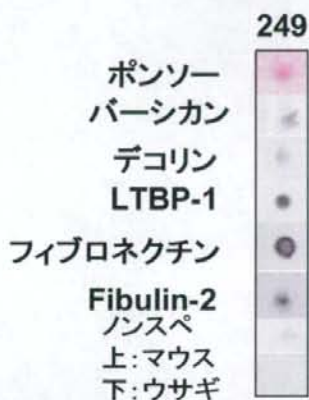 249
ポンソー
バーシカン
デコリン
LTBP-1
フィブロネクチン
Fibulin-2
ノンスペ
上:マウス
下:ウサギ